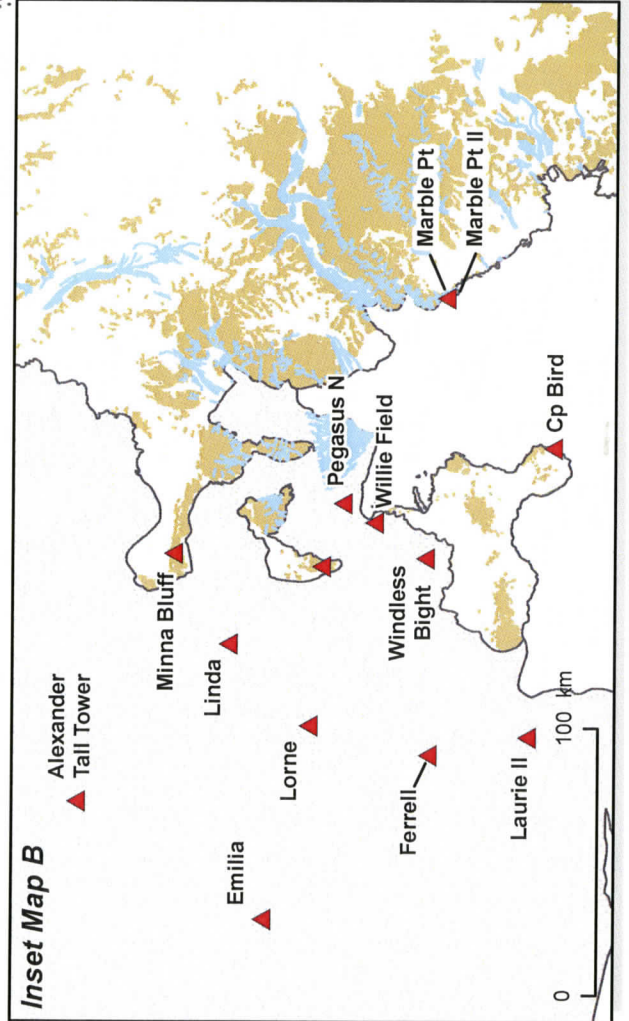 Inset Map B
Alexander
Tall Tower
Emilia
Minna Bluff
Linda
Lorne
Pegasus N
Willie Field
Windless
Bight
Ferrell
Laurie II
Marble Pt
Marble Pt II
Cp Bird
0
100 km